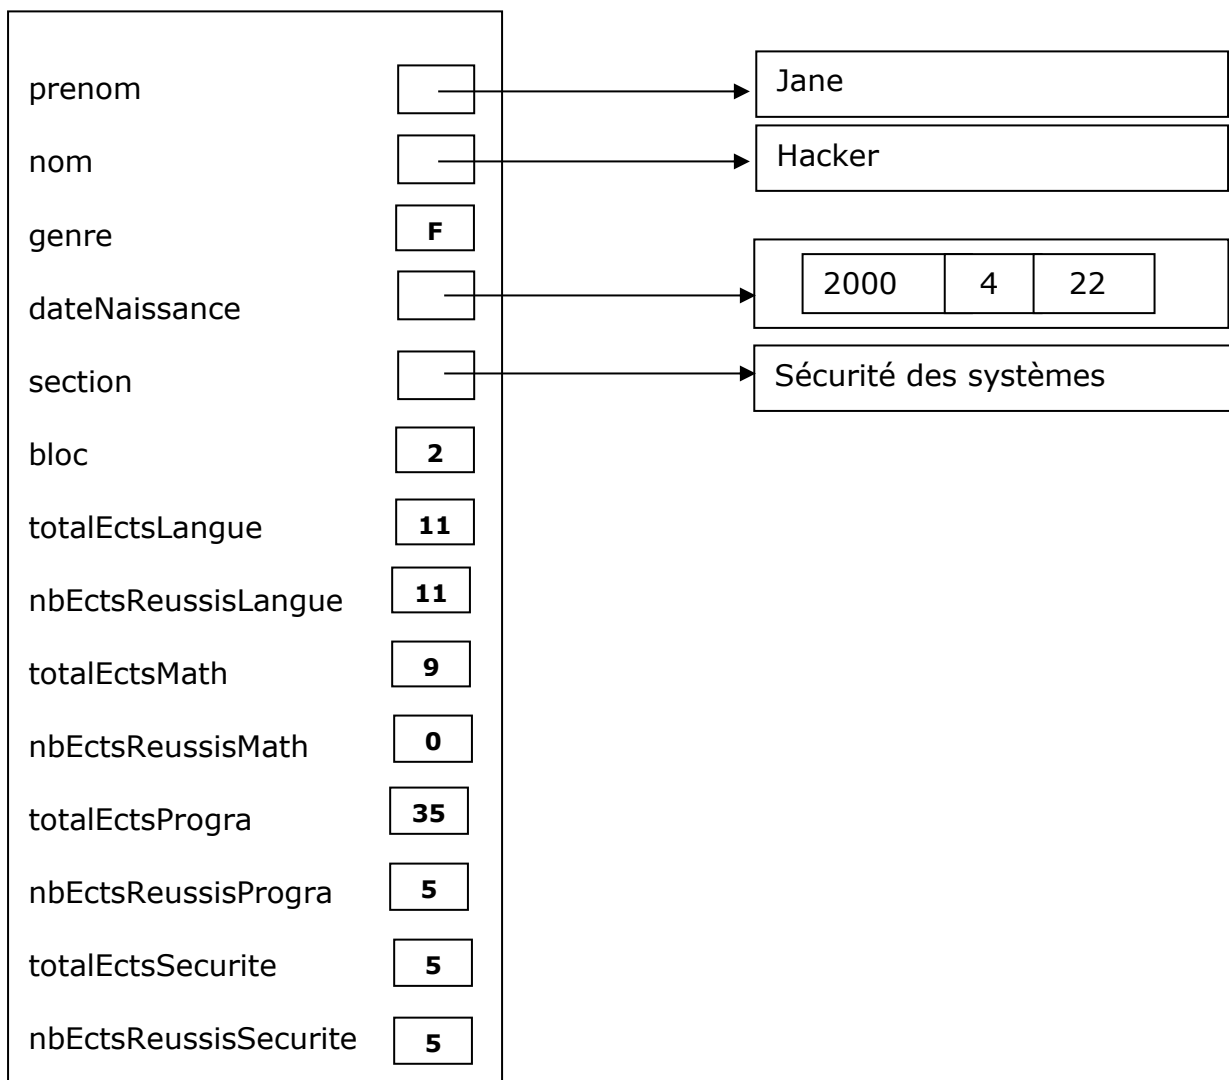 prenom Jane
nom Hacker
genre F
dateNaissance 2000 4 22
section Sécurité des systèmes
bloc 2
totalEctsLangue 11
nbEctsReussisLangue 11
totalEctsMath 9
nbEctsReussisMath 0
totalEctsProgra 35
nbEctsReussisProgra 5
totalEctsSecurite 5
nbEctsReussisSecurite 5